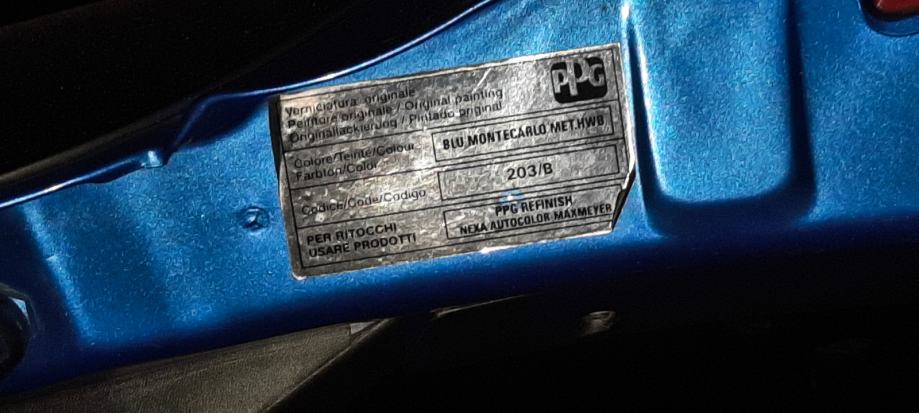 PPG
Verniciatura originale
Peinture originale / Original painting
Originallackierung / Pintado original
Colore/Teinte/Colour
Farbton/Color
BLU MONTECARLO MET.HWB
Codice/Code/Codigo
203/B
PER RITOCCHI
USARE PRODOTTI
PPG REFINISH
NEXA AUTOCOLOR MAXMEYER